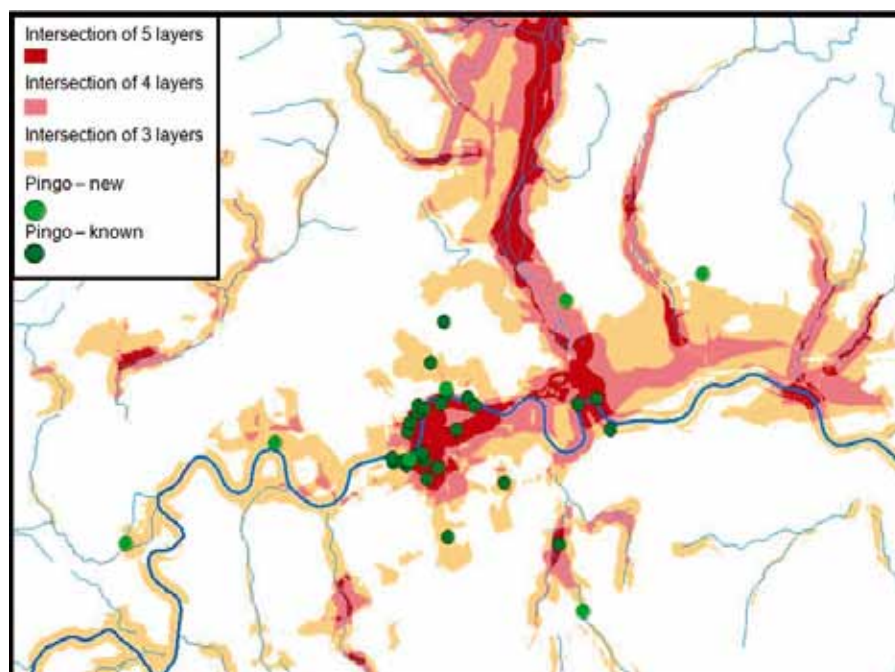 Intersection of 5 layers
Intersection of 4 layers
Intersection of 3 layers
Pingo – new
Pingo – known